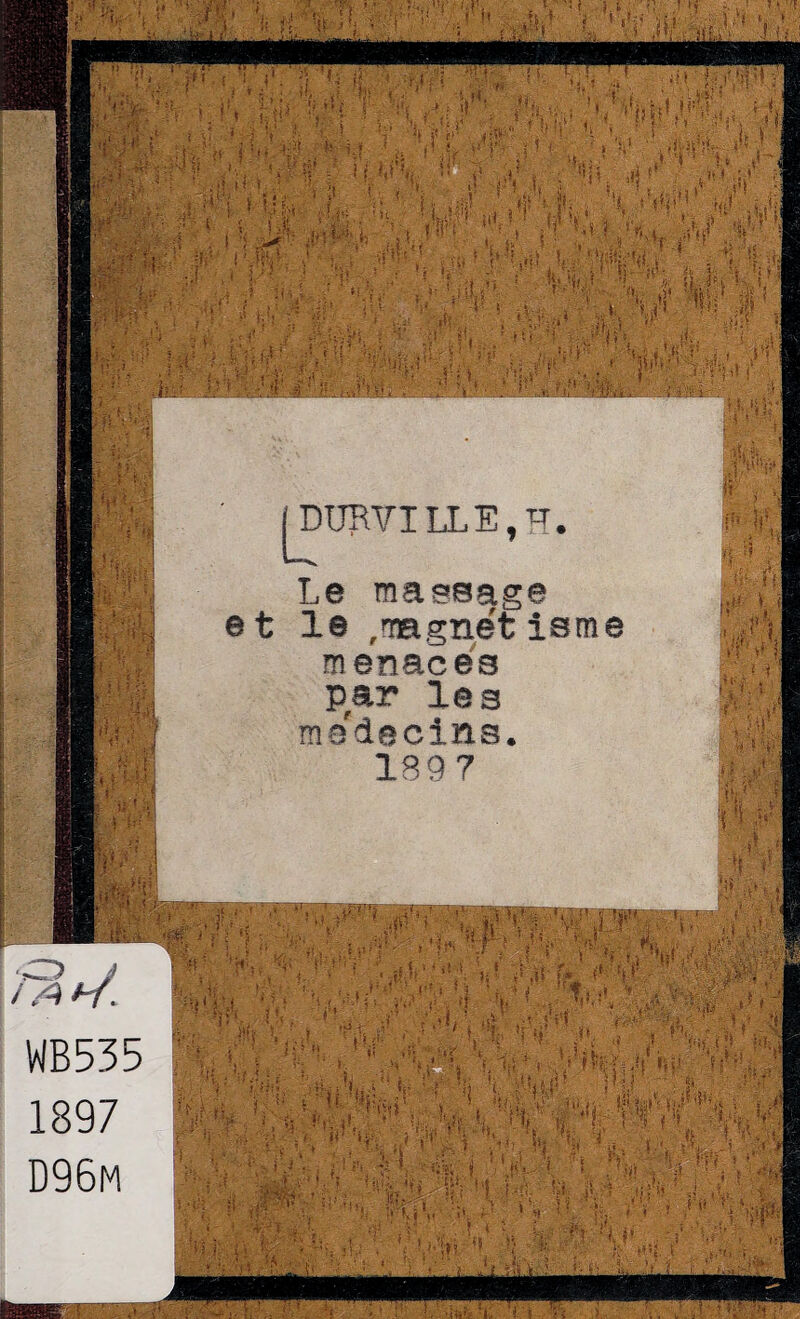 DURVILLE, H.
Le massage
et le magnétisme
menacés
par les
médecins.
1897
WB535
1897
D96M